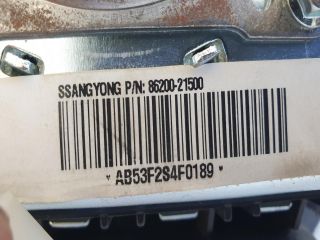 SSANGYONG P/N: 86200-21500
* AB53F2S4F0189 *